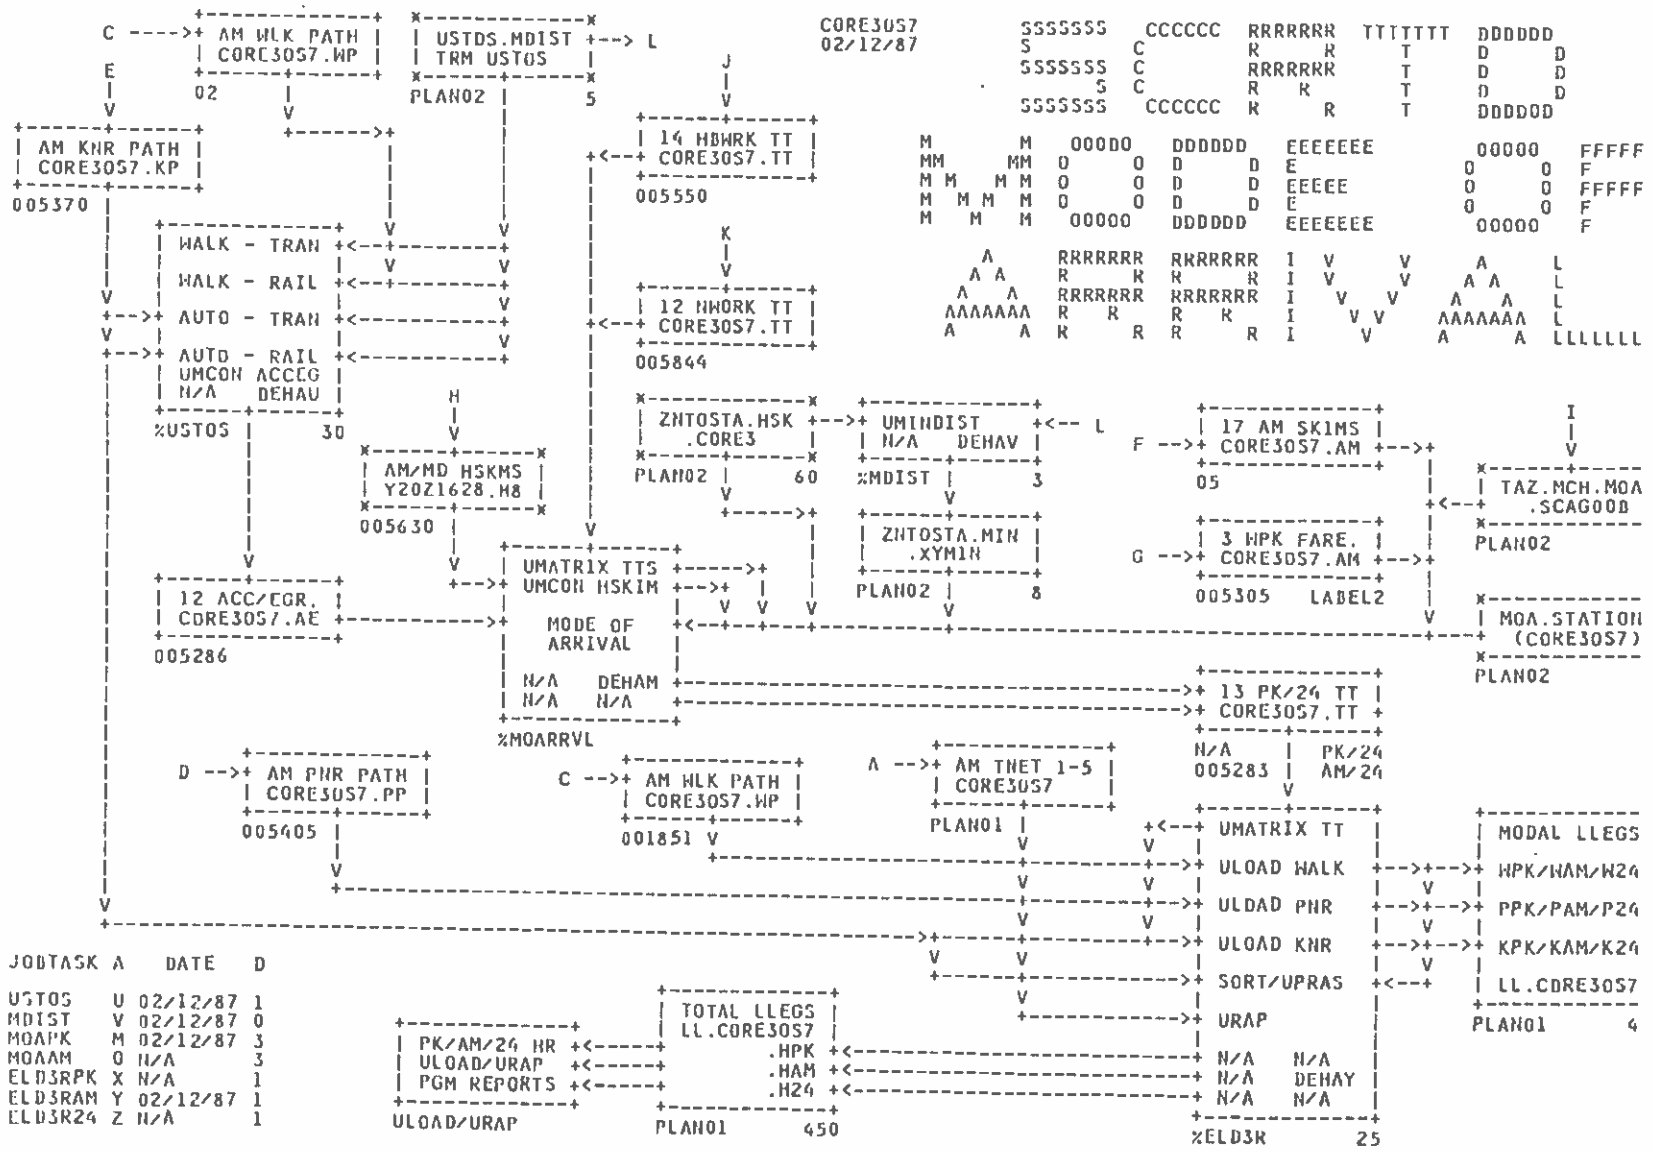 CORE30S7
02/12/87
SCRTD
MODE OF
ARRIVAL
C
AM WLK PATH
CORE30S7.WP
02
USTDS.MDIST
TRM USTOS
PLAN02 5
L
E
AM KNR PATH
CORE30S7.KP
005370
J
14 HBWRK TT
CORE30S7.TT
005550
K
12 NWORK TT
CORE30S7.TT
005844
WALK - TRAN
WALK - RAIL
AUTO - TRAN
AUTO - RAIL
UMCON ACCEG
N/A DEHAU
%USTOS 30
H
AM/MD HSKMS
Y20Z1628.H8
005630
ZNTOSTA.HSK
.CORE3
PLAN02 60
UMINDIST
N/A DEHAV
%MDIST 3
L
F
17 AM SKIMS
CORE30S7.AM
05
I
TAZ.MCH.MOA
.SCAG00B
PLAN02
ZNTOSTA.MIN
.XYMIN
PLAN02 8
G
3 WPK FARE.
CORE30S7.AM
005305 LABEL2
MOA.STATION
(CORE30S7)
PLAN02
12 ACC/EGR.
CORE30S7.AE
005286
UMATRIX TTS
UMCON HSKIM
MODE OF
ARRIVAL
N/A DEHAM
N/A N/A
%MOARRVL
13 PK/24 TT
CORE30S7.TT
N/A PK/24
005283 AM/24
D
AM PNR PATH
CORE30S7.PP
005405
C
AM WLK PATH
CORE30S7.WP
001851
A
AM TNET 1-5
CORE30S7
PLAN01
UMATRIX TT
ULOAD WALK
ULOAD PNR
ULOAD KNR
SORT/UPRAS
URAP
N/A N/A
N/A DEHAY
N/A N/A
%ELD3R 25
MODAL LLEGS
WPK/WAM/W24
PPK/PAM/P24
KPK/KAM/K24
LL.CORE30S7
PLAN01 4
JOBTASK A DATE D
USTOS U 02/12/87 1
MDIST V 02/12/87 0
MOAPK M 02/12/87 3
MOAAM O N/A 3
ELD3RPK X N/A 1
ELD3RAM Y 02/12/87 1
ELD3R24 Z N/A 1
PK/AM/24 HR
ULOAD/URAP
PGM REPORTS
ULOAD/URAP
TOTAL LLEGS
LL.CORE30S7
.HPK
.HAM
.H24
PLAN01 450